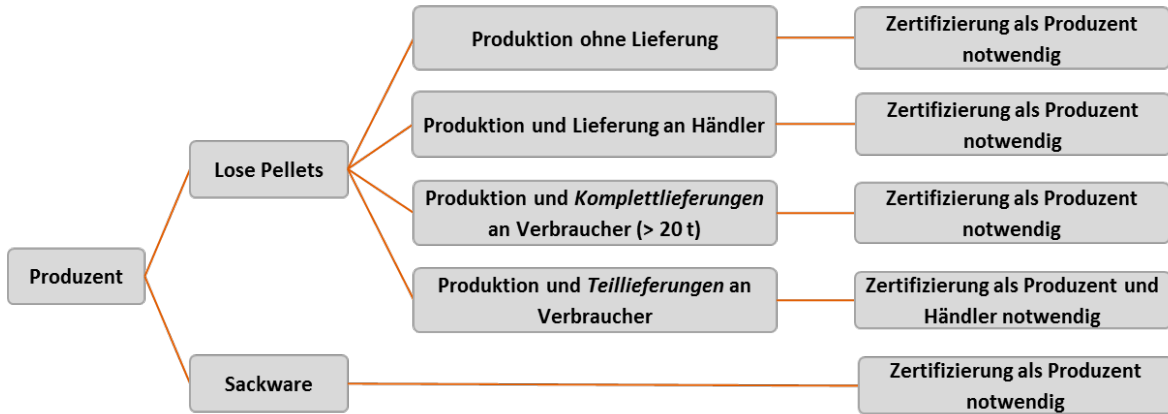 Produktion ohne Lieferung
Zertifizierung als Produzent
notwendig
Produktion und Lieferung an Händler
Zertifizierung als Produzent
notwendig
Lose Pellets
Produktion und Komplettlieferungen
an Verbraucher (> 20 t)
Zertifizierung als Produzent
notwendig
Produzent
Produktion und Teillieferungen an
Verbraucher
Zertifizierung als Produzent und
Händler notwendig
Sackware
Zertifizierung als Produzent
notwendig